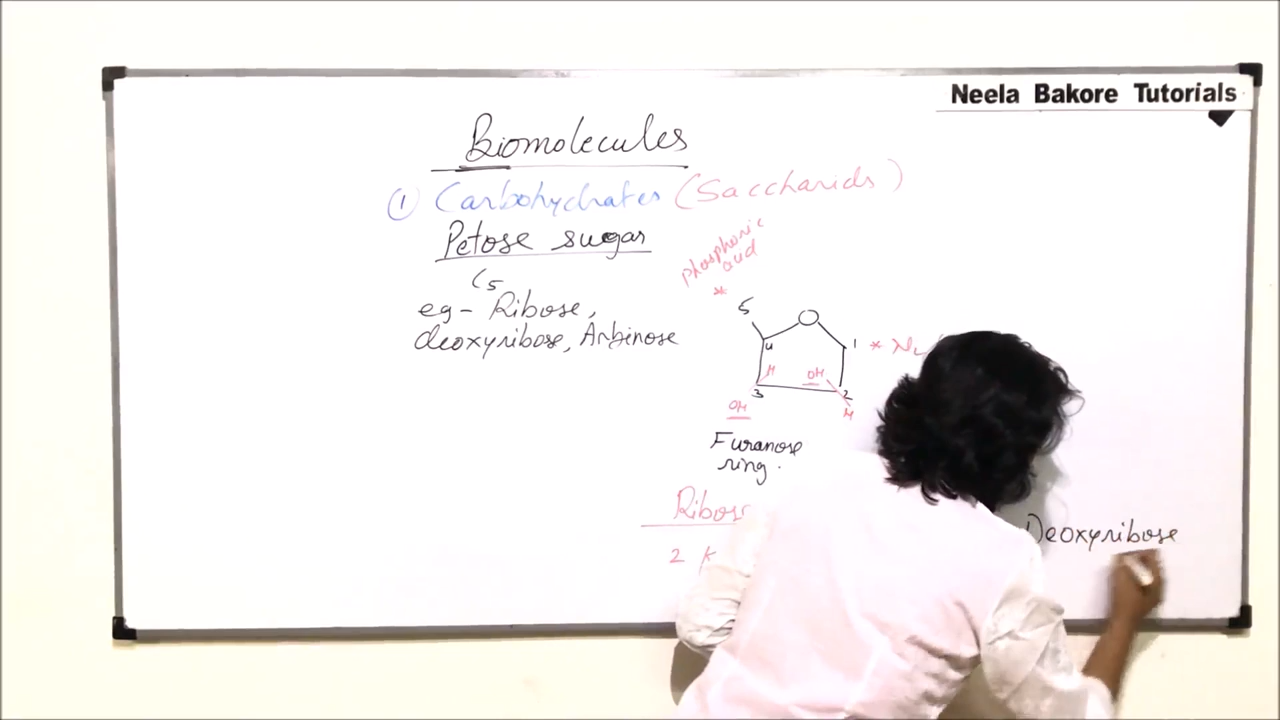 Neela Bakore Tutorials
Biomolecules
① Carbohydrates (Saccharids)
Petose sugar
C5
eg- Ribose,
deoxyribose, Arbinose
phosphoric
acid
*
5
4
1 *
H
OH
3
2
OH
H
Furanose
ring.
Ribose
2
Deoxyribose